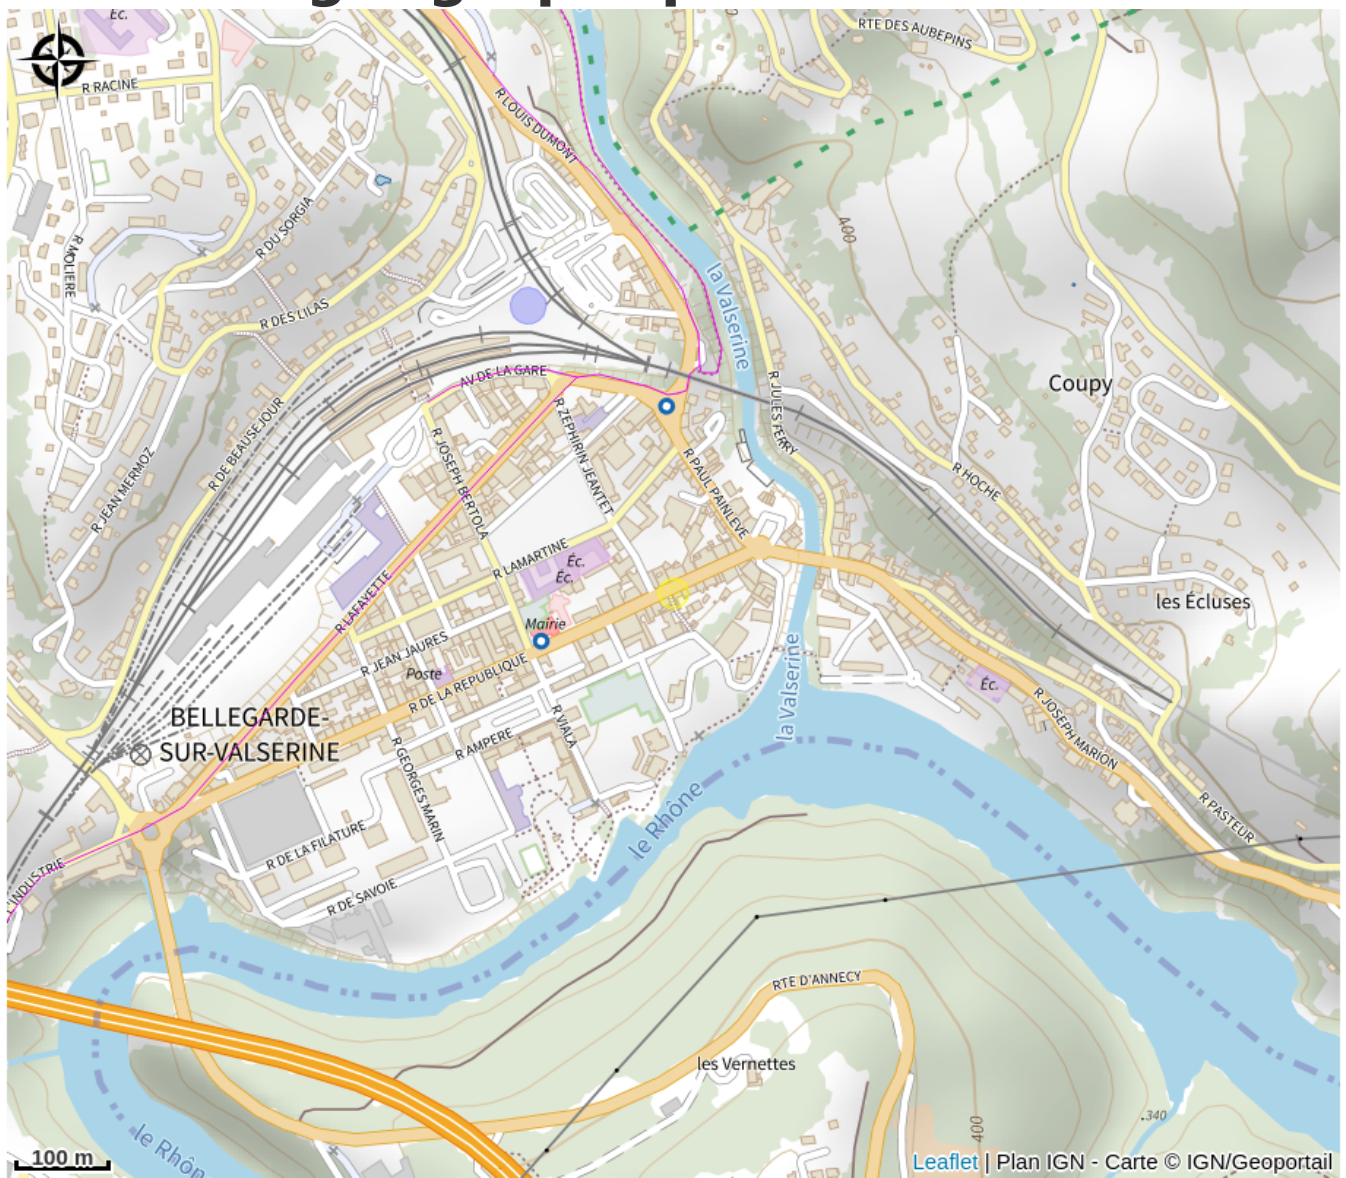 Éc.
RTE DES AUBEPINS
R RACINE
R LOUIS DUMONT
R DU SORGIA
R MOLIERE
400
la Valserine
R DES LILAS
AV DE LA GARE
Coupy
R JULES FERRY
R ZEPHIRIN JEANTET
R DE BEAUSEJOUR
R JOSEPH BERTOLA
R PAUL PAINLEVE
R JEAN MERMOZ
R HOCHE
R LAMARTINE
Éc.
Éc.
R LAFAYETTE
les Écluses
Mairie
R JEAN JAURES
Poste
R DE LA REPUBLIQUE
la Valserine
Éc.
BELLEGARDE-
SUR-VALSERINE
R VIALA
R AMPERE
R GEORGES MARIN
R JOSEPH MARION
le Rhône
R PASTEUR
R DE LA FILATURE
L'INDUSTRIE
R DE SAVOIE
RTE D'ANNECY
les Vernettes
340
400
le Rhôn
100 m
Leaflet | Plan IGN - Carte © IGN/Geoportail